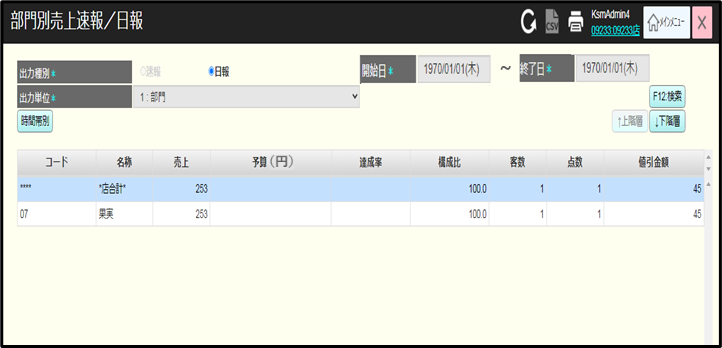 部門別売上速報／日報
CSV
KsmAdmin4
09233:09233店
メインメニュー
出力種別＊ 速報 日報 開始日＊ 1970/01/01(木) ～ 終了日＊ 1970/01/01(木)
出力単位＊ 1：部門 F12:検索
時間帯別 ↑上階層 ↓下階層
コード 名称 売上 予算（円） 達成率 構成比 客数 点数 値引金額
**** *店合計* 253 100.0 1 1 45
07 果実 253 100.0 1 1 45